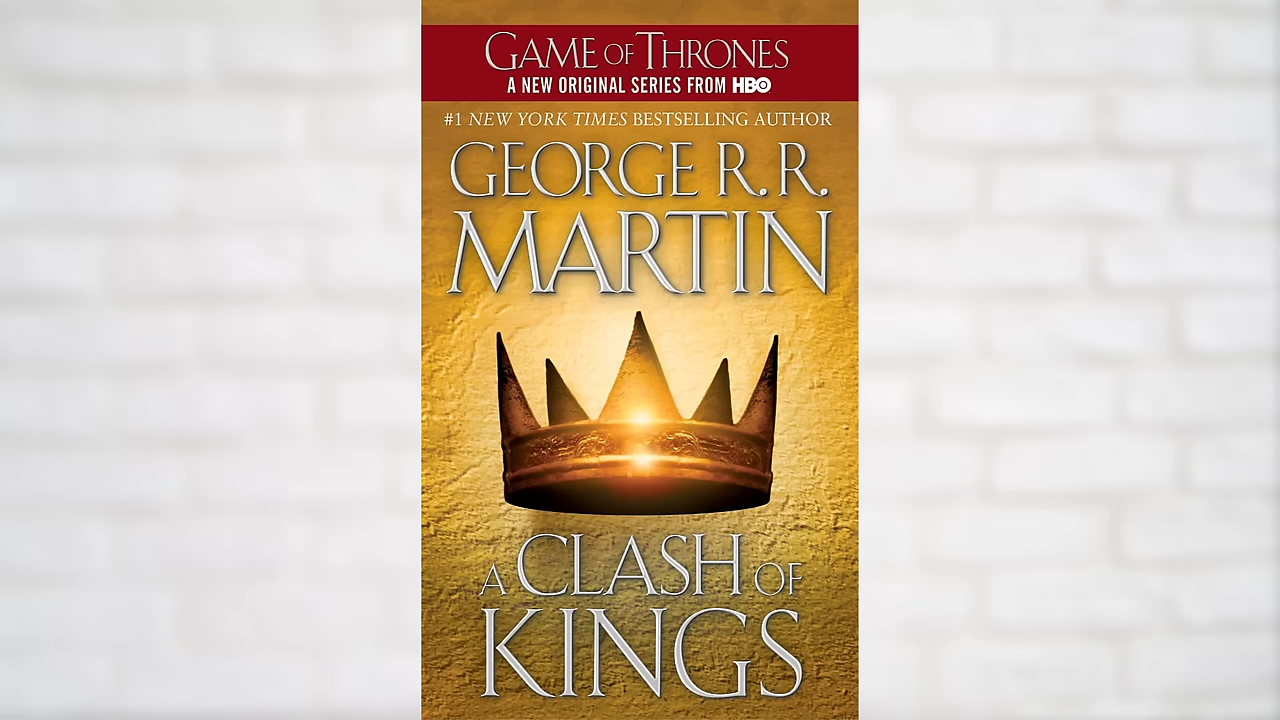 GAME OF THRONES
A NEW ORIGINAL SERIES FROM HBO
#1 NEW YORK TIMES BESTSELLING AUTHOR
GEORGE R. R.
MARTIN
A CLASH OF
KINGS